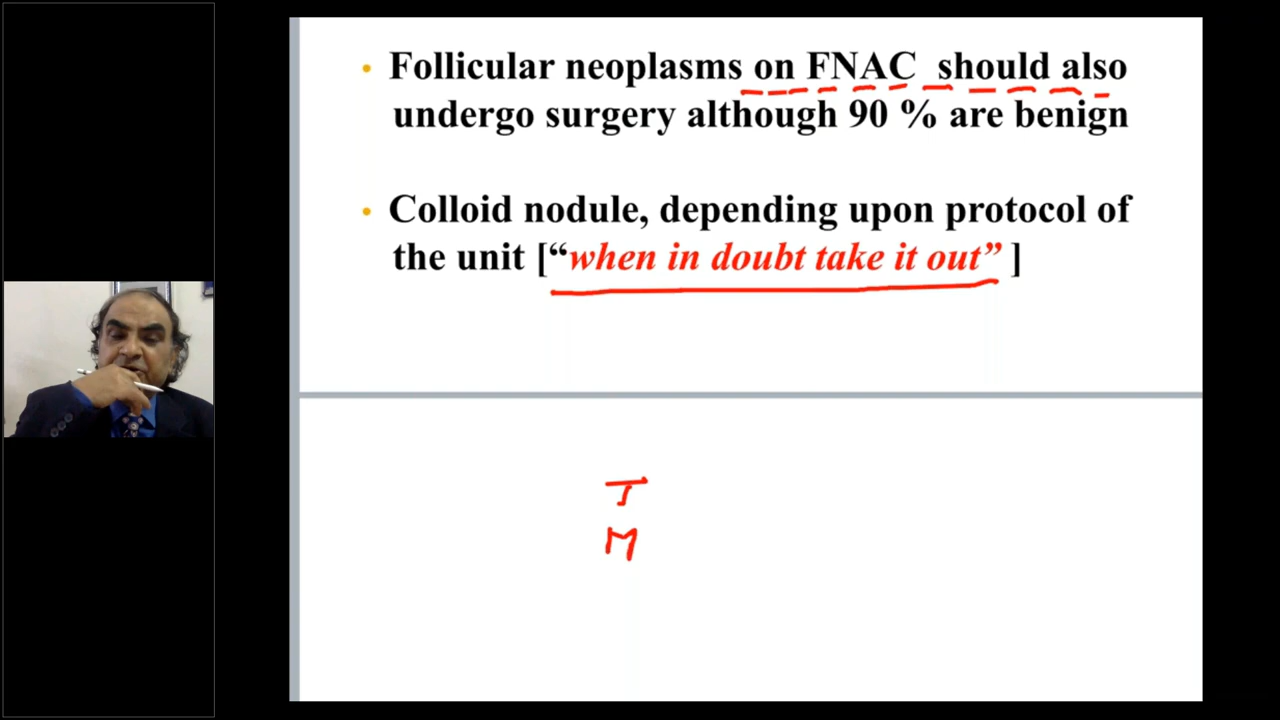 • Follicular neoplasms on FNAC should also
undergo surgery although 90 % are benign
• Colloid nodule, depending upon protocol of
the unit [“when in doubt take it out” ]
T
M